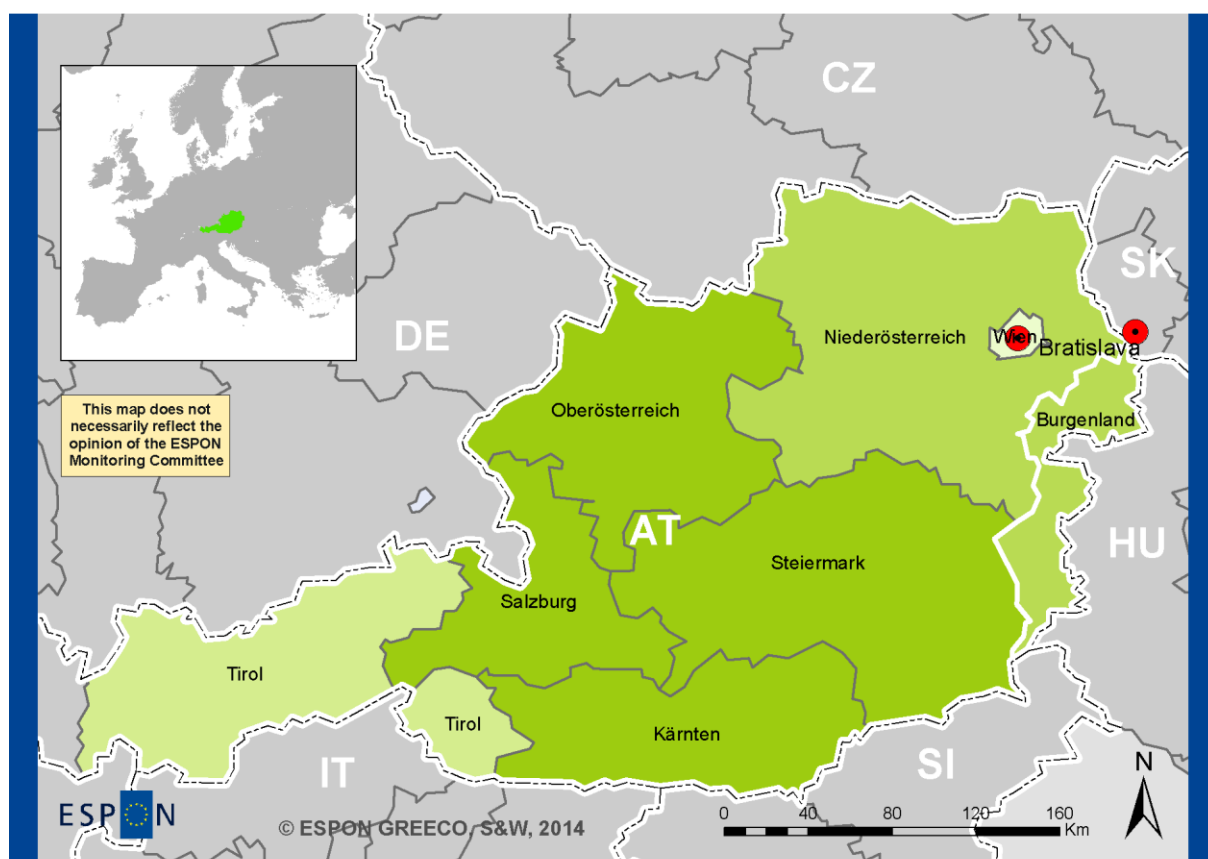 CZ
SK
DE
Niederösterreich
Wien
Bratislava
This map does not
necessarily reflect the
opinion of the ESPON
Monitoring Committee
Oberösterreich
Burgenland
AT
HU
Steiermark
Salzburg
Tirol
Tirol
Kärnten
IT
SI
N
ESPON
© ESPON GREECO, S&W, 2014
0 40 80 120 160
Km